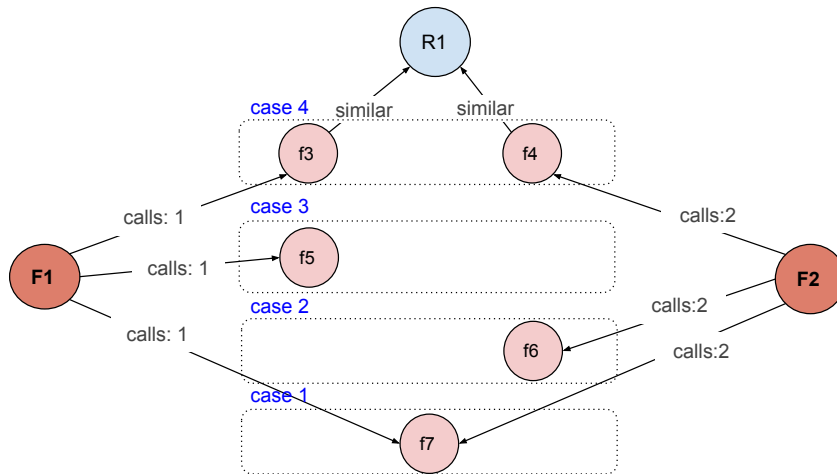 R1
case 4
similar
similar
f3
f4
calls: 1
case 3
calls:2
f5
calls: 1
F1
F2
case 2
calls:2
calls: 1
f6
calls:2
case 1
f7